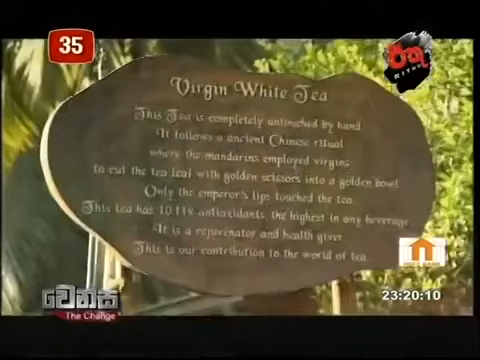 35
රිතු
RITHU
Virgin White Tea
This Tea is completely untouched by hand
It follows a ancient Chinese ritual
where the mandarins employed virgins
to cut the tea leaf with golden scissors into a golden bowl
Only the emperor's lips touched the tea
This tea has 10.11% antioxidants, the highest in any beverage
It is a rejuvenator and health giver
This is our contribution to the world of tea
වෙනස
The Change
23:20:10